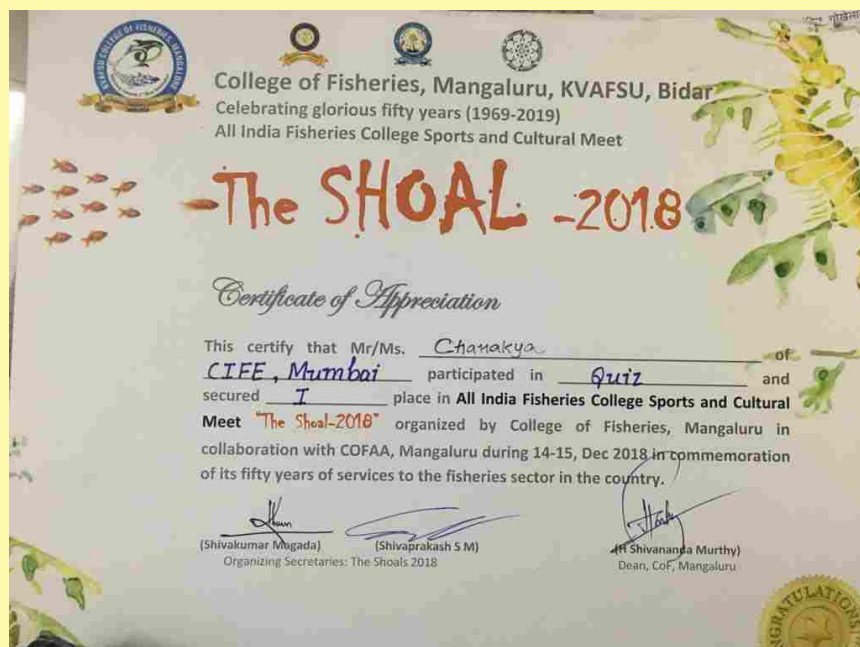 KVAFSU COLLEGE OF FISHERIES, MANGALORE
College of Fisheries, Mangaluru, KVAFSU, Bidar
Celebrating glorious fifty years (1969-2019)
All India Fisheries College Sports and Cultural Meet
The SHOAL -2018
Certificate of Appreciation
This certify that Mr/Ms. Chanakya of
CIFE, Mumbai participated in Quiz and
secured I place in All India Fisheries College Sports and Cultural
Meet "The Shoal-2018" organized by College of Fisheries, Mangaluru in
collaboration with COFAA, Mangaluru during 14-15, Dec 2018 in commemoration
of its fifty years of services to the fisheries sector in the country.
(Shivakumar Magada) (Shivaprakash S M) (H Shivananda Murthy)
Organizing Secretaries: The Shoals 2018 Dean, CoF, Mangaluru